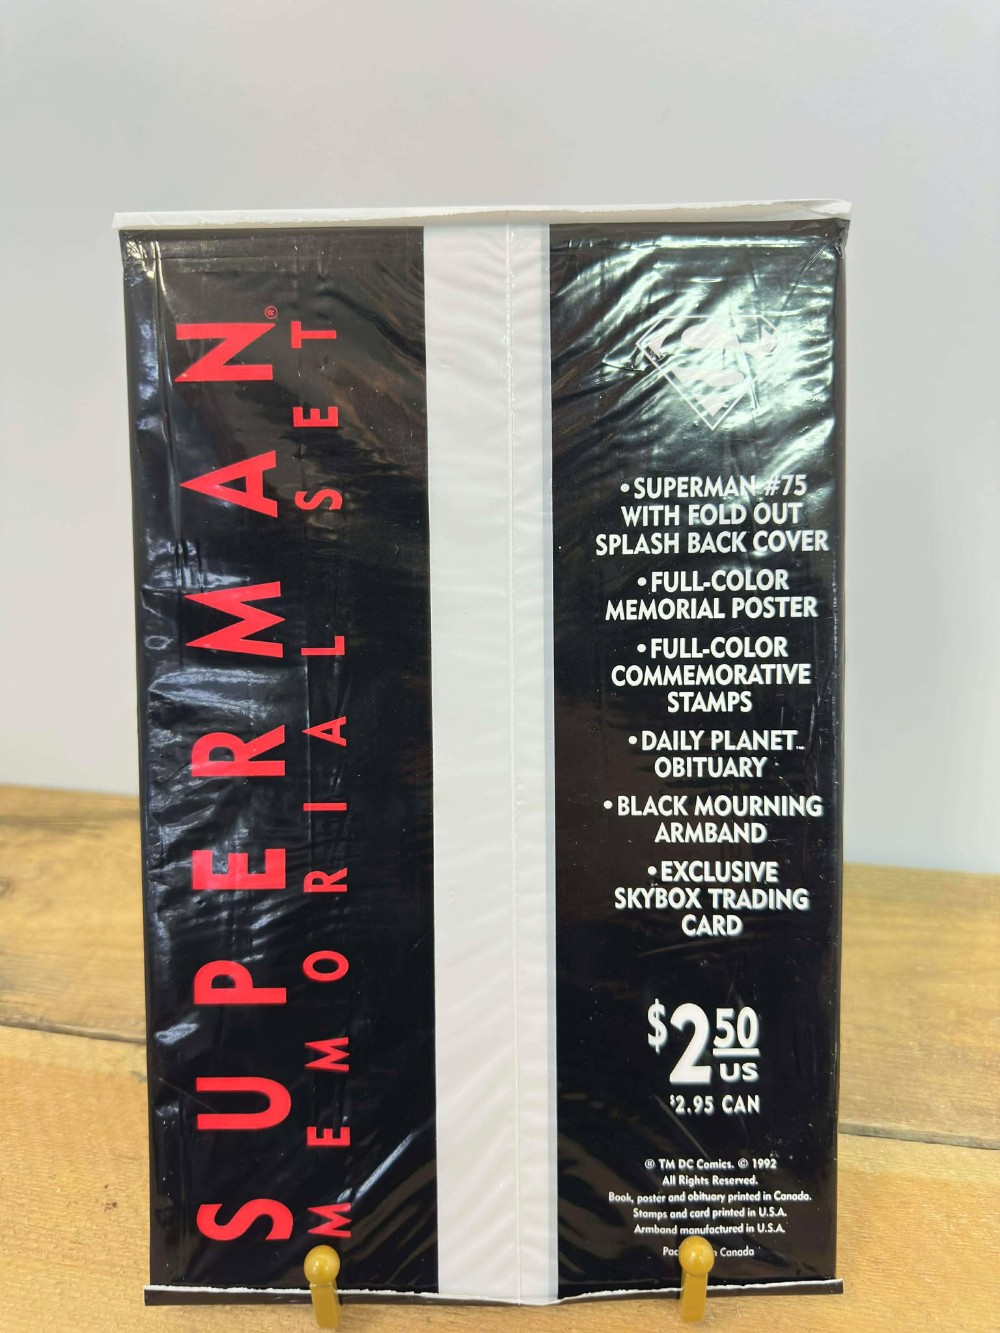 SUPERMAN®
MEMORIAL SET
• SUPERMAN #75
WITH FOLD OUT
SPLASH BACK COVER
• FULL-COLOR
MEMORIAL POSTER
• FULL-COLOR
COMMEMORATIVE
STAMPS
• DAILY PLANET™
OBITUARY
• BLACK MOURNING
ARMBAND
• EXCLUSIVE
SKYBOX TRADING
CARD
$2.50
US
$2.95 CAN
® TM DC Comics. © 1992
All Rights Reserved.
Book, poster and obituary printed in Canada.
Stamps and card printed in U.S.A.
Armband manufactured in U.S.A.
Canada